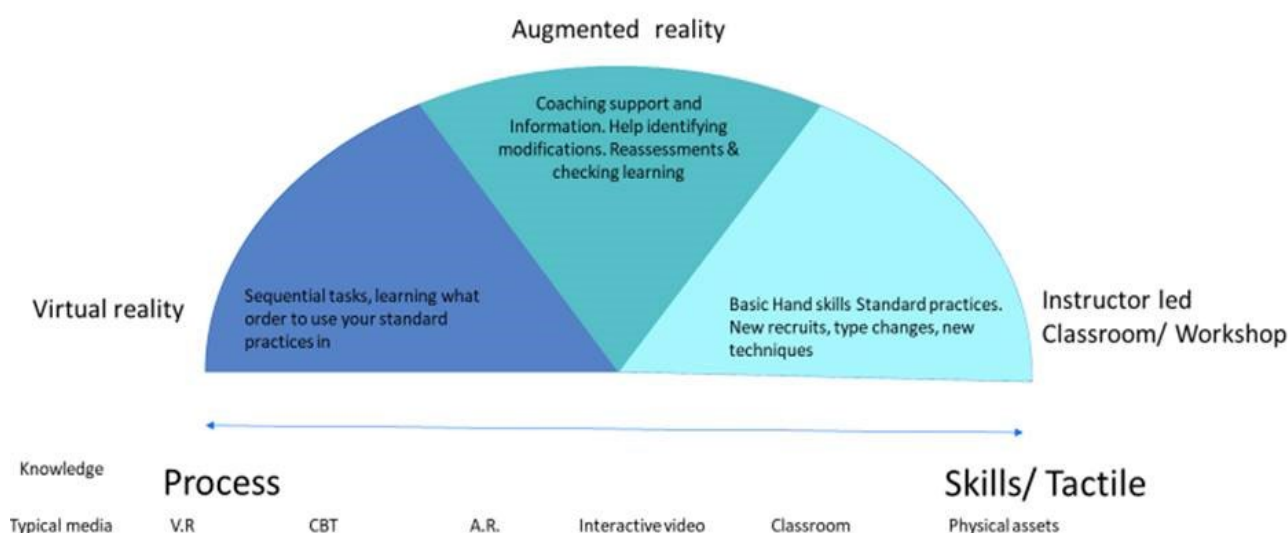 Augmented reality
Coaching support and
Information. Help identifying
modifications. Reassessments &
checking learning
Virtual reality
Sequential tasks, learning what
order to use your standard
practices in
Basic Hand skills Standard practices.
New recruits, type changes, new
techniques
Instructor led
Classroom/ Workshop
Knowledge
Process
Skills/ Tactile
Typical media V.R CBT A.R. Interactive video Classroom Physical assets